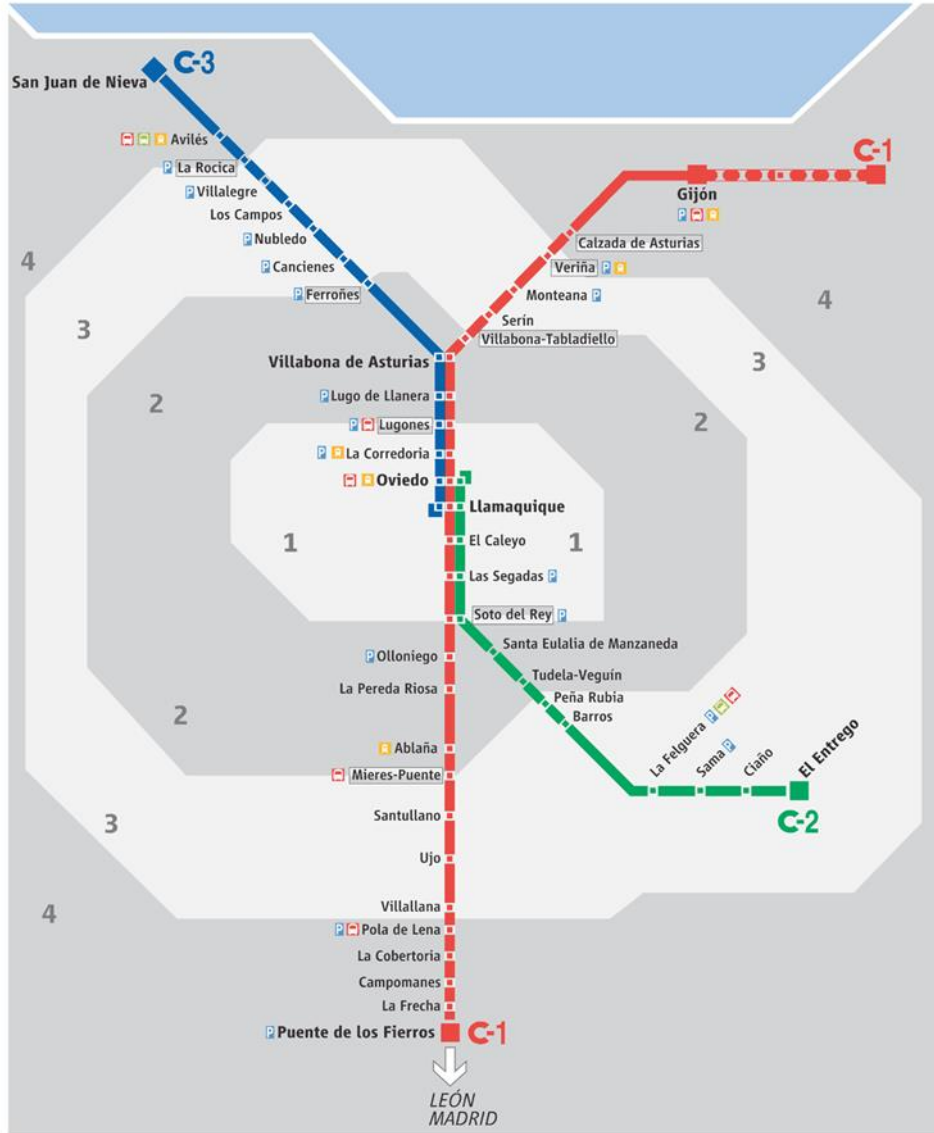 C-3
San Juan de Nieva
Avilés
La Rocica
Villalegre
Los Campos
Nubledo
Cancienes
Ferroñes
C-1
Gijón
Calzada de Asturias
Veriña
Monteana
Serín
Villabona-Tabladiello
4
3
2
4
3
2
Villabona de Asturias
Lugo de Llanera
Lugones
La Corredoria
Oviedo
Llamaquique
1
1
El Caleyo
Las Segadas
Soto del Rey
Olloniego
La Pereda Riosa
Santa Eulalia de Manzaneda
Tudela-Veguín
Peña Rubia
Barros
La Felguera
Sama
Ciaño
El Entrego
C-2
2
Ablaña
Mieres-Puente
Santullano
3
Ujo
4
Villallana
Pola de Lena
La Cobertoria
Campomanes
La Frecha
Puente de los Fierros
C-1
LEÓN
MADRID